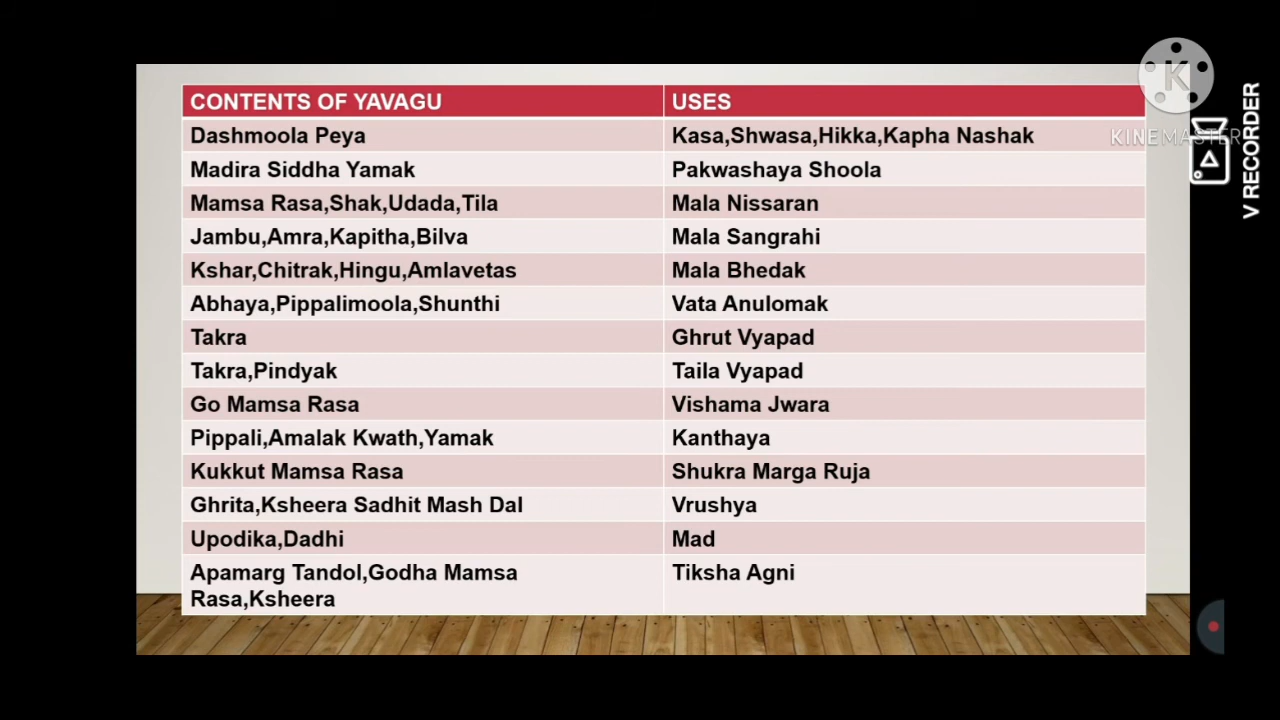 CONTENTS OF YAVAGU USES
Dashmoola Peya Kasa,Shwasa,Hikka,Kapha Nashak
Madira Siddha Yamak Pakwashaya Shoola
Mamsa Rasa,Shak,Udada,Tila Mala Nissaran
Jambu,Amra,Kapitha,Bilva Mala Sangrahi
Kshar,Chitrak,Hingu,Amlavetas Mala Bhedak
Abhaya,Pippalimoola,Shunthi Vata Anulomak
Takra Ghrut Vyapad
Takra,Pindyak Taila Vyapad
Go Mamsa Rasa Vishama Jwara
Pippali,Amalak Kwath,Yamak Kanthaya
Kukkut Mamsa Rasa Shukra Marga Ruja
Ghrita,Ksheera Sadhit Mash Dal Vrushya
Upodika,Dadhi Mad
Apamarg Tandol,Godha Mamsa Tiksha Agni
Rasa,Ksheera
K
KINEMASTER
V RECORDER